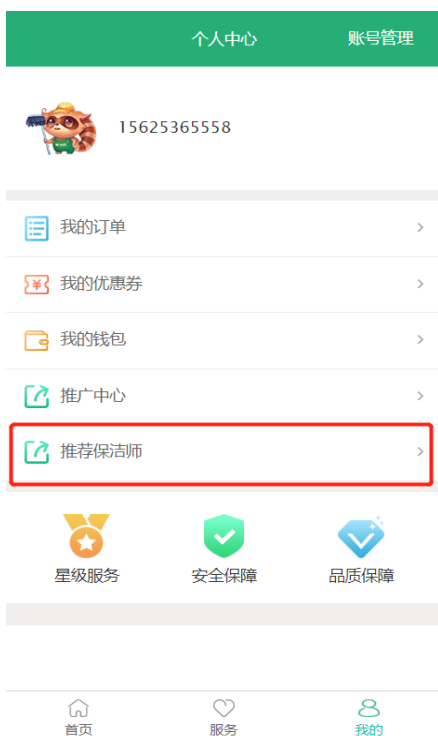 个人中心
账号管理
15625365558
我的订单
我的优惠券
我的钱包
推广中心
推荐保洁师
星级服务
安全保障
品质保障
首页
服务
我的